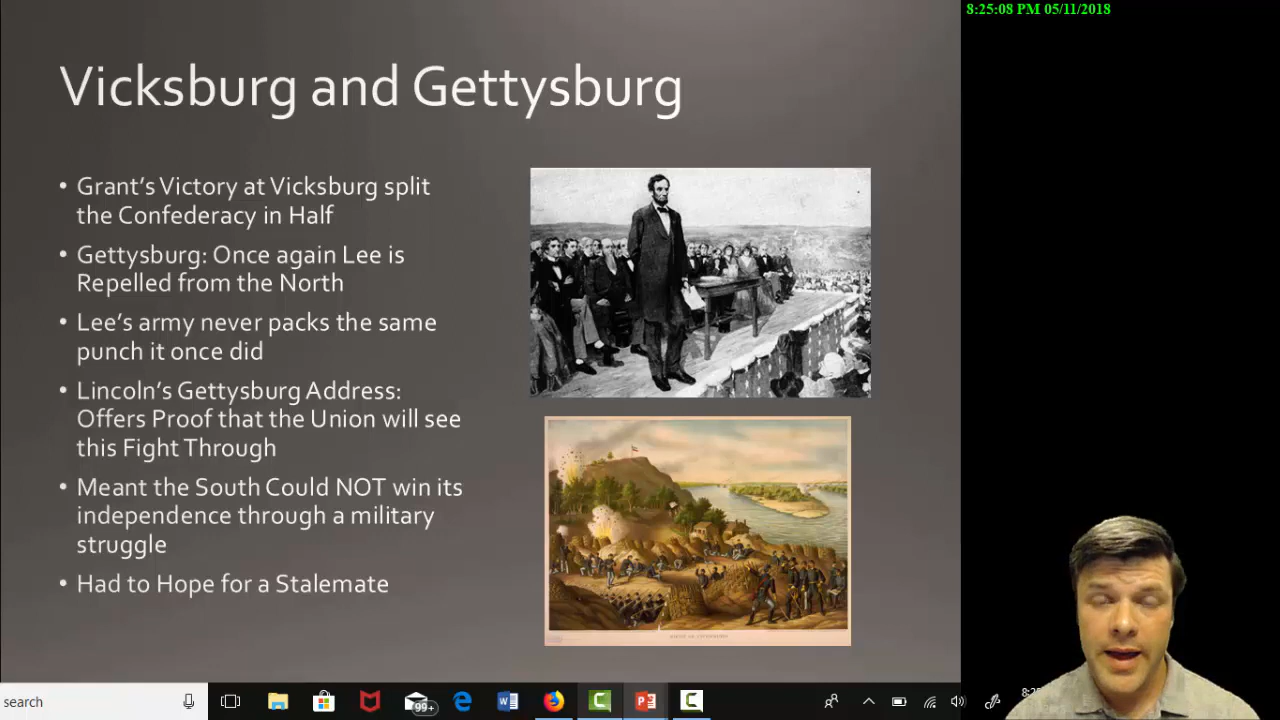 8:25:08 PM 05/11/2018
Vicksburg and Gettysburg
• Grant's Victory at Vicksburg split
the Confederacy in Half
• Gettysburg: Once again Lee is
Repelled from the North
• Lee's army never packs the same
punch it once did
• Lincoln's Gettysburg Address:
Offers Proof that the Union will see
this Fight Through
• Meant the South Could NOT win its
independence through a military
struggle
• Had to Hope for a Stalemate
search
99+